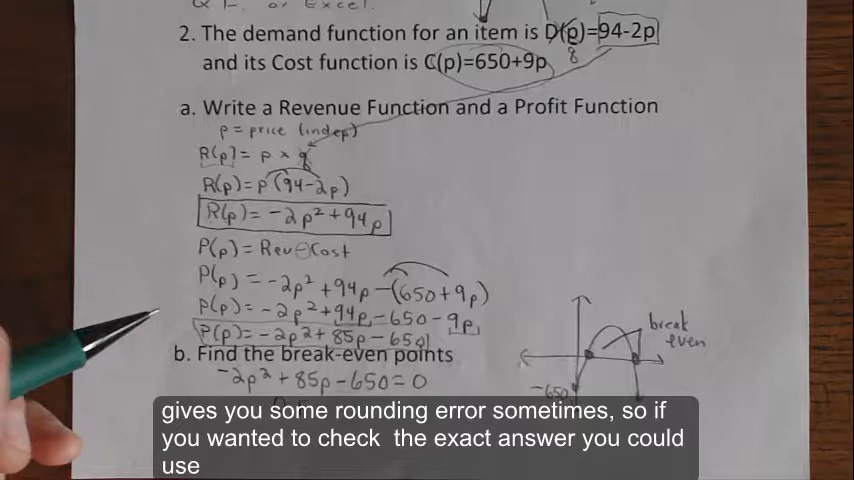 Q F. or Excel.
2. The demand function for an item is D(p)=94-2p
8
and its Cost function is C(p)=650+9p
a. Write a Revenue Function and a Profit Function
p = price (indep)
R(p) = p × q
R(p) = p (94-2p)
R(p) = -2p² + 94p
P(p) = Rev - Cost
P(p) = -2p² + 94p - (650 + 9p)
P(p) = -2p² + 94p - 650 - 9p
P(p) = -2p² + 85p - 650
b. Find the break-even points
-2p² + 85p - 650 = 0
break
even
-650
gives you some rounding error sometimes, so if
you wanted to check the exact answer you could
use